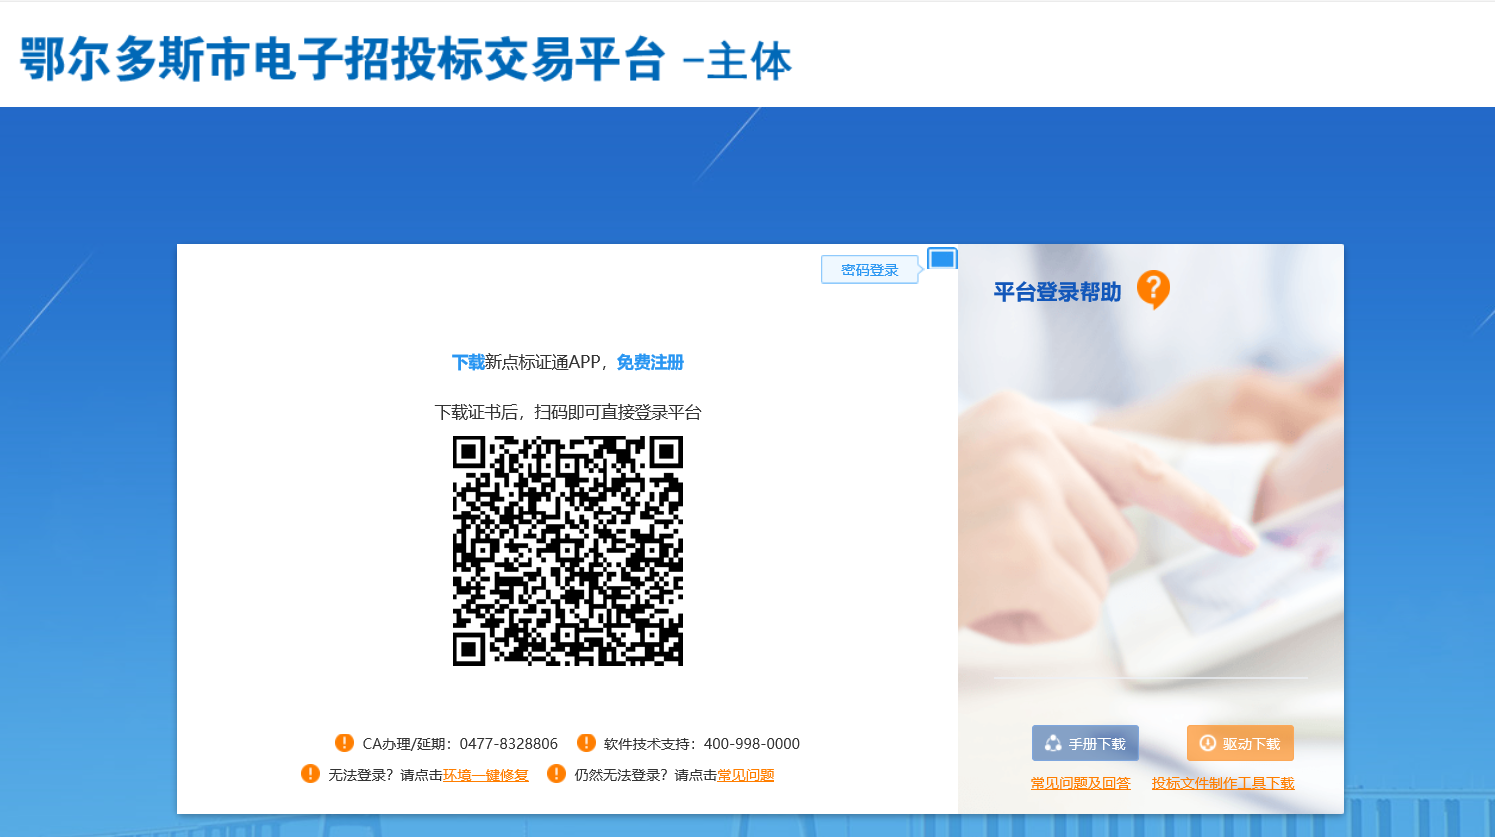 鄂尔多斯市电子招投标交易平台 -主体
密码登录
平台登录帮助
下载新点标证通APP，免费注册
下载证书后，扫码即可直接登录平台
CA办理/延期：0477-8328806 软件技术支持：400-998-0000
无法登录？请点击环境一键修复 仍然无法登录？请点击常见问题
手册下载 驱动下载
常见问题及回答 投标文件制作工具下载